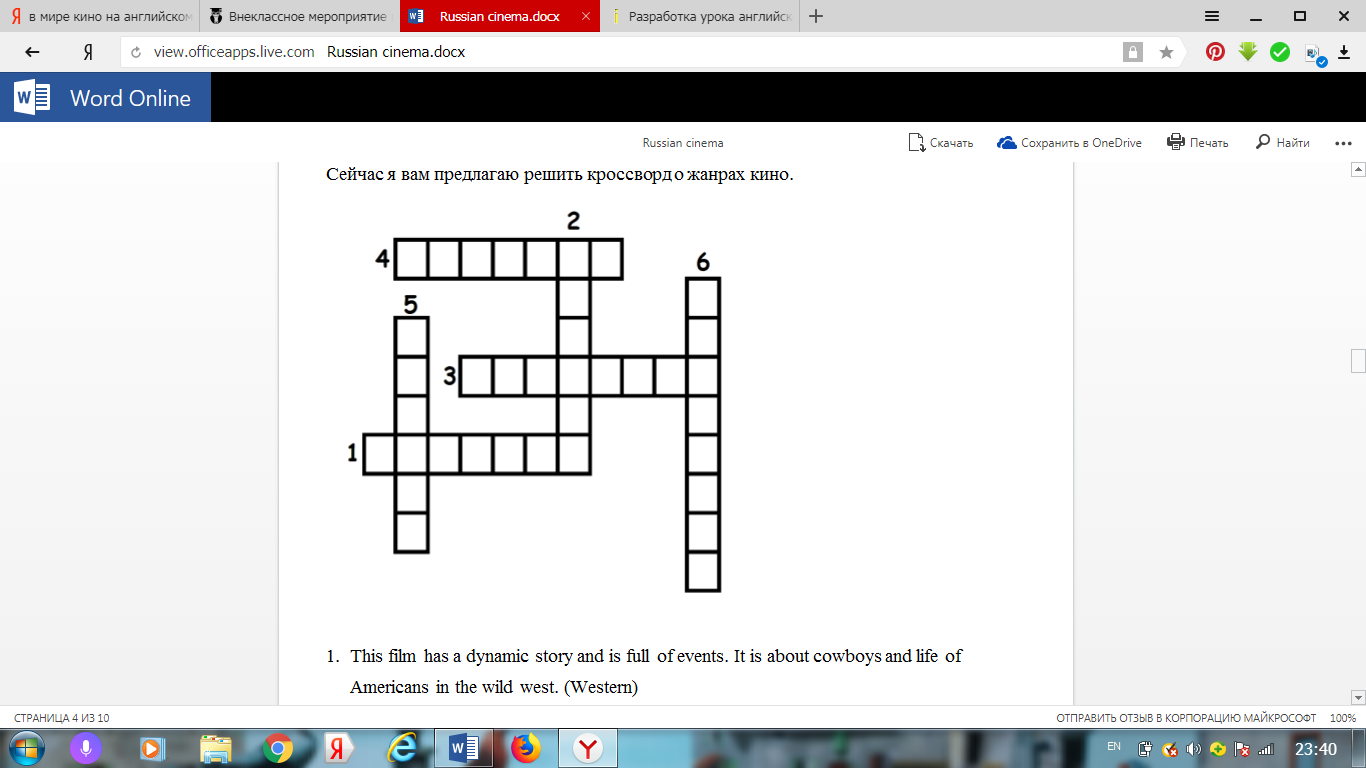 в мире кино на английском
Внеклассное мероприятие
Russian cinema.docx
Разработка урока английск
view.officeapps.live.com Russian cinema.docx
Word Online
Russian cinema
Скачать
Сохранить в OneDrive
Печать
Найти
Сейчас я вам предлагаю решить кроссворд о жанрах кино.
2
4
6
5
3
1
1. This film has a dynamic story and is full of events. It is about cowboys and life of
Americans in the wild west. (Western)
СТРАНИЦА 4 ИЗ 10
ОТПРАВИТЬ ОТЗЫВ В КОРПОРАЦИЮ МАЙКРОСОФТ 100%
EN
23:40